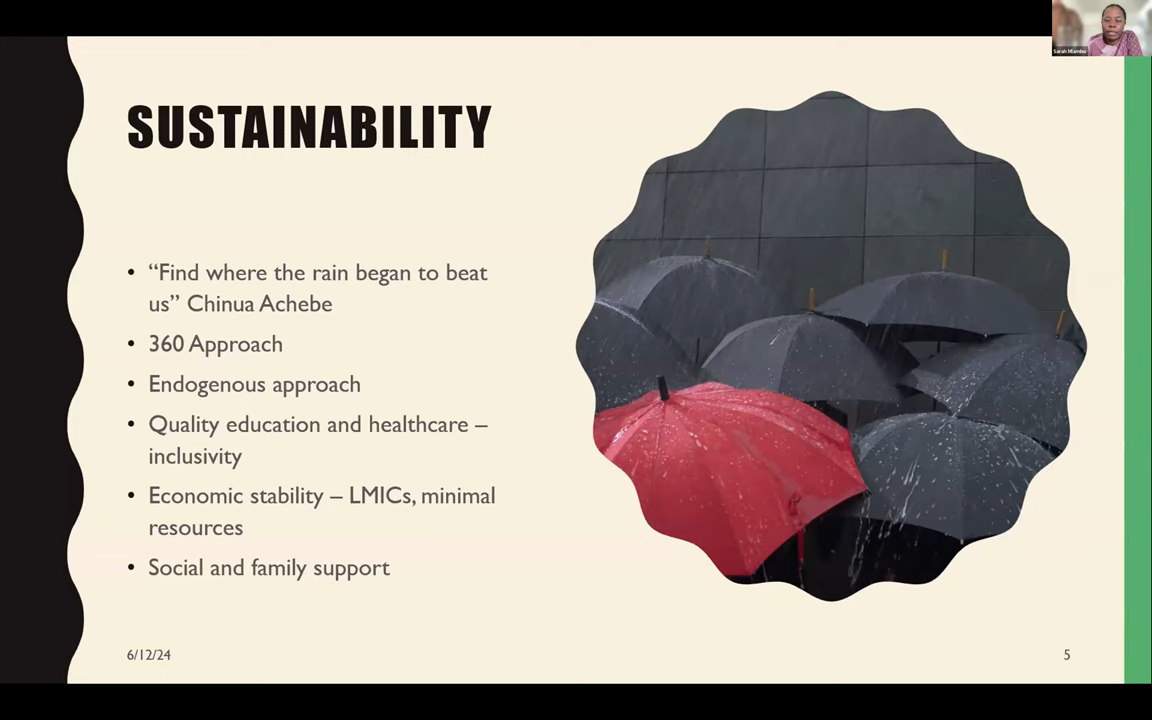 Sarah Mlambo
SUSTAINABILITY
• “Find where the rain began to beat
us” Chinua Achebe
• 360 Approach
• Endogenous approach
• Quality education and healthcare –
inclusivity
• Economic stability – LMICs, minimal
resources
• Social and family support
6/12/24
5